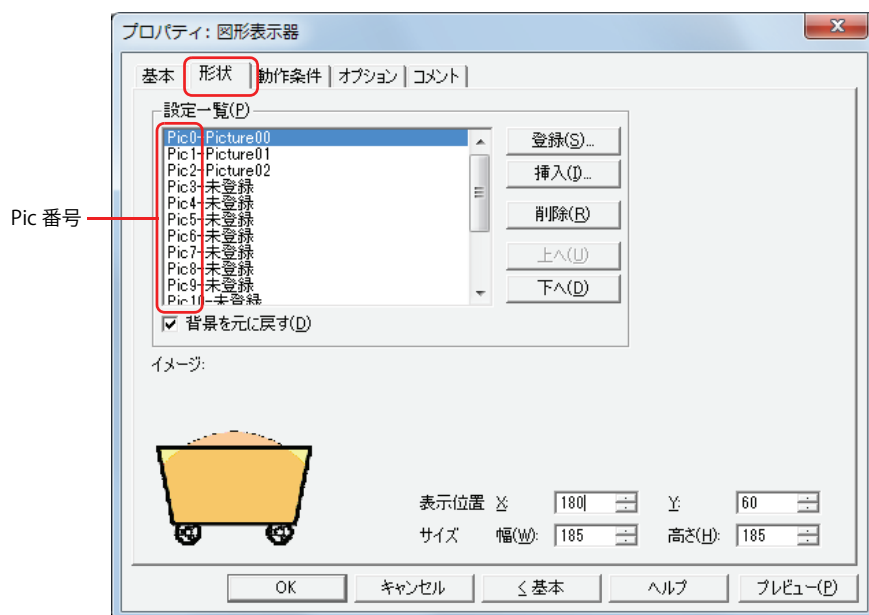 プロパティ: 図形表示器
x
基本 形状 動作条件 オプション コメント
設定一覧(P)
Pic0-Picture00
Pic1-Picture01
Pic2-Picture02
Pic3-未登録
Pic4-未登録
Pic5-未登録
Pic6-未登録
Pic7-未登録
Pic8-未登録
Pic9-未登録
Pic10-未登録
登録(S)...
挿入(I)...
削除(R)
上へ(U)
下へ(D)
Pic 番号
背景を元に戻す(D)
イメージ:
表示位置 X: 180 Y: 60
サイズ 幅(W): 185 高さ(H): 185
OK キャンセル < 基本 ヘルプ プレビュー(P)